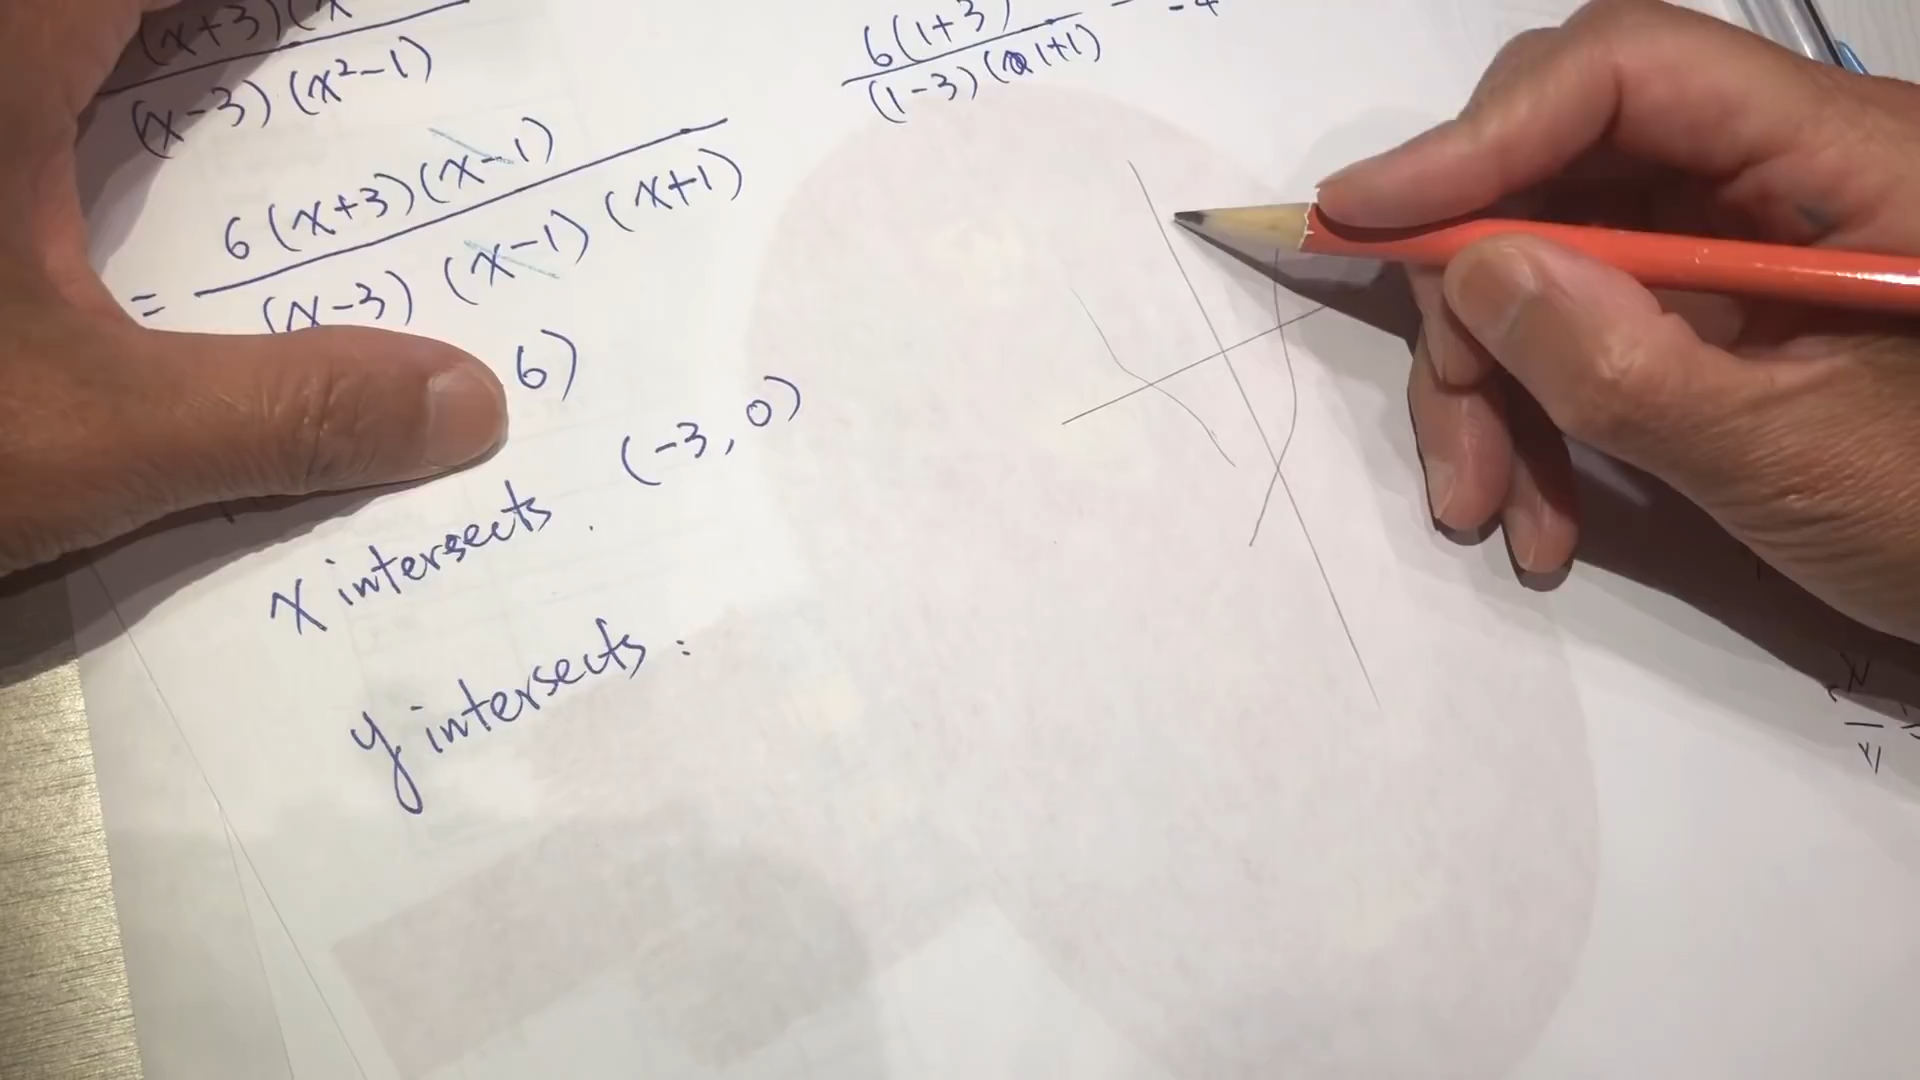 (x+3)(x
(x-3)(x²-1)
= 6(x+3)(x-1)
(x-3)(x-1)(x+1)
6)
x intersects. (-3, 0)
y intersects:
6(1+3)
(1-3)(1+1)